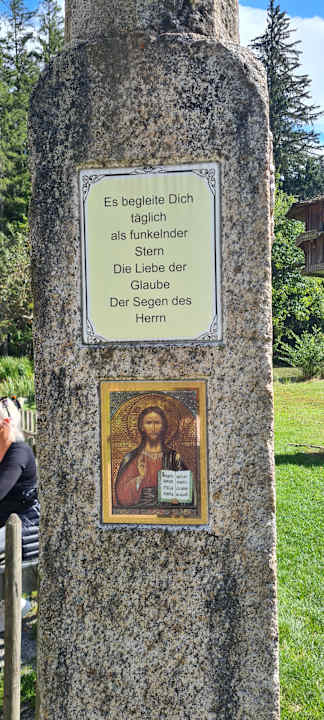 Es begleite Dich
täglich
als funkelnder
Stern
Die Liebe der
Glaube
Der Segen des
Herrn